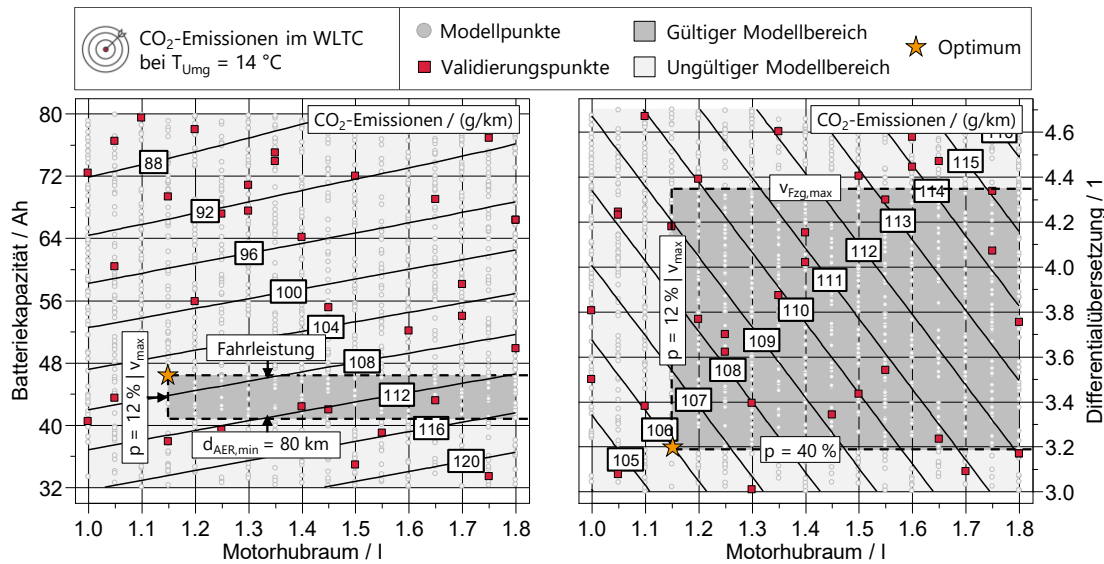 CO₂-Emissionen im WLTC
bei T_Umg = 14 °C
Modellpunkte
Validierungspunkte
Gültiger Modellbereich
Ungültiger Modellbereich
Optimum
CO₂-Emissionen / (g/km)
Batteriekapazität / Ah
80
72
64
56
48
40
32
88
92
96
100
104
108
112
116
120
Fahrleistung
p = 12 % | v_max
d_AER,min = 80 km
1.0 1.1 1.2 1.3 1.4 1.5 1.6 1.7 1.8
Motorhubraum / l
CO₂-Emissionen / (g/km)
115
114
113
112
111
110
109
108
107
106
105
v_Fzg,max
p = 12 % | v_max
p = 40 %
4.6
4.4
4.2
4.0
3.8
3.6
3.4
3.2
3.0
Differentialübersetzung / 1
1.0 1.1 1.2 1.3 1.4 1.5 1.6 1.7 1.8
Motorhubraum / l